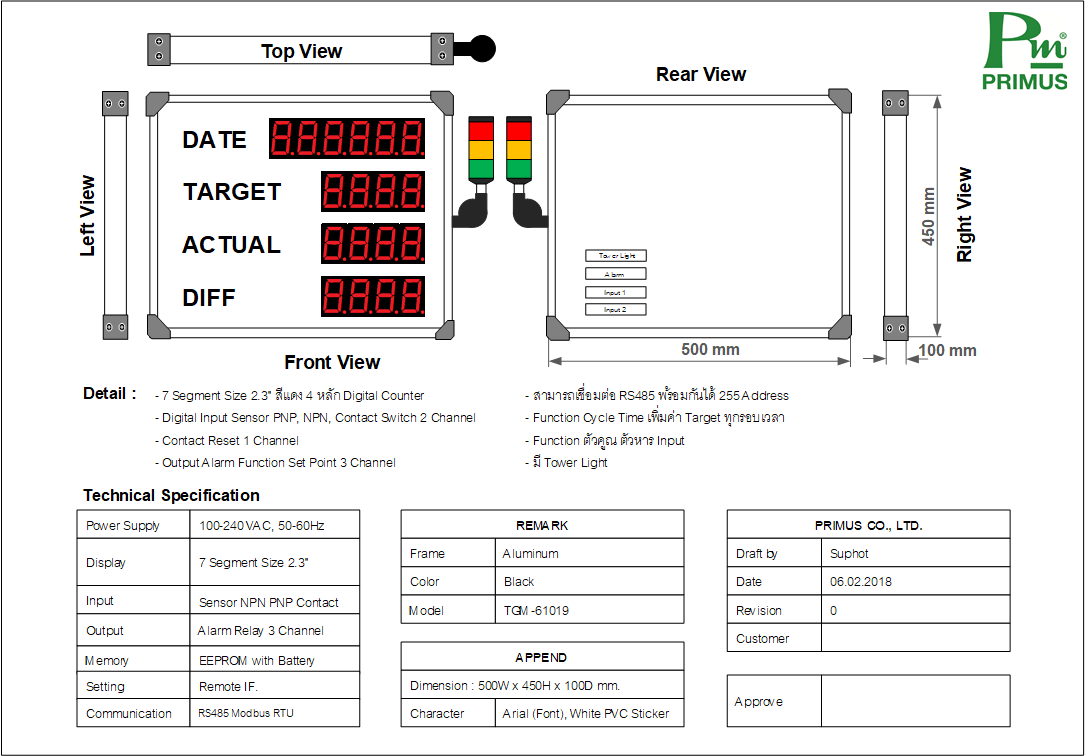 Top View
Rear View
Pm®
PRIMUS
DATE 8.8.8.8.8.8.
TARGET 8.8.8.8.
ACTUAL 8.8.8.8.
DIFF 8.8.8.8.
Left View
Tower Light
Alarm
Input 1
Input 2
450 mm
Right View
500 mm
100 mm
Front View
Detail :
- 7 Segment Size 2.3" สีแดง 4 หลัก Digital Counter
- Digital Input Sensor PNP, NPN, Contact Switch 2 Channel
- Contact Reset 1 Channel
- Output Alarm Function Set Point 3 Channel
- สามารถเชื่อมต่อ RS485 พร้อมกันได้ 255 Address
- Function Cycle Time เพิ่มค่า Target ทุกรอบเวลา
- Function ตัวคูณ ตัวหาร Input
- มี Tower Light
Technical Specification
Power Supply 100-240 VAC, 50-60Hz
Display 7 Segment Size 2.3"
Input Sensor NPN PNP Contact
Output Alarm Relay 3 Channel
Memory EEPROM with Battery
Setting Remote IF.
Communication RS485 Modbus RTU
REMARK
Frame Aluminum
Color Black
Model TGM-61019
APPEND
Dimension : 500W x 450H x 100D mm.
Character Arial (Font), White PVC Sticker
PRIMUS CO., LTD.
Draft by Suphot
Date 06.02.2018
Revision 0
Customer
Approve